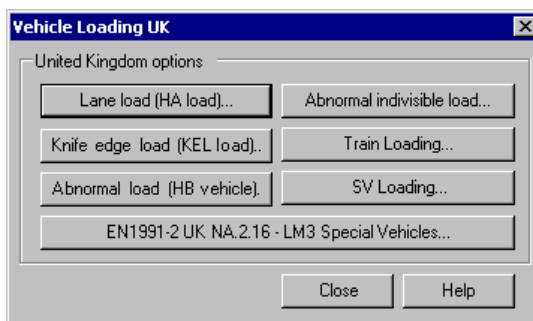 Vehicle Loading UK
United Kingdom options
Lane load (HA load)...
Abnormal indivisible load...
Knife edge load (KEL load)..
Train Loading...
Abnormal load (HB vehicle).
SV Loading...
EN1991-2 UK NA.2.16 - LM3 Special Vehicles...
Close
Help